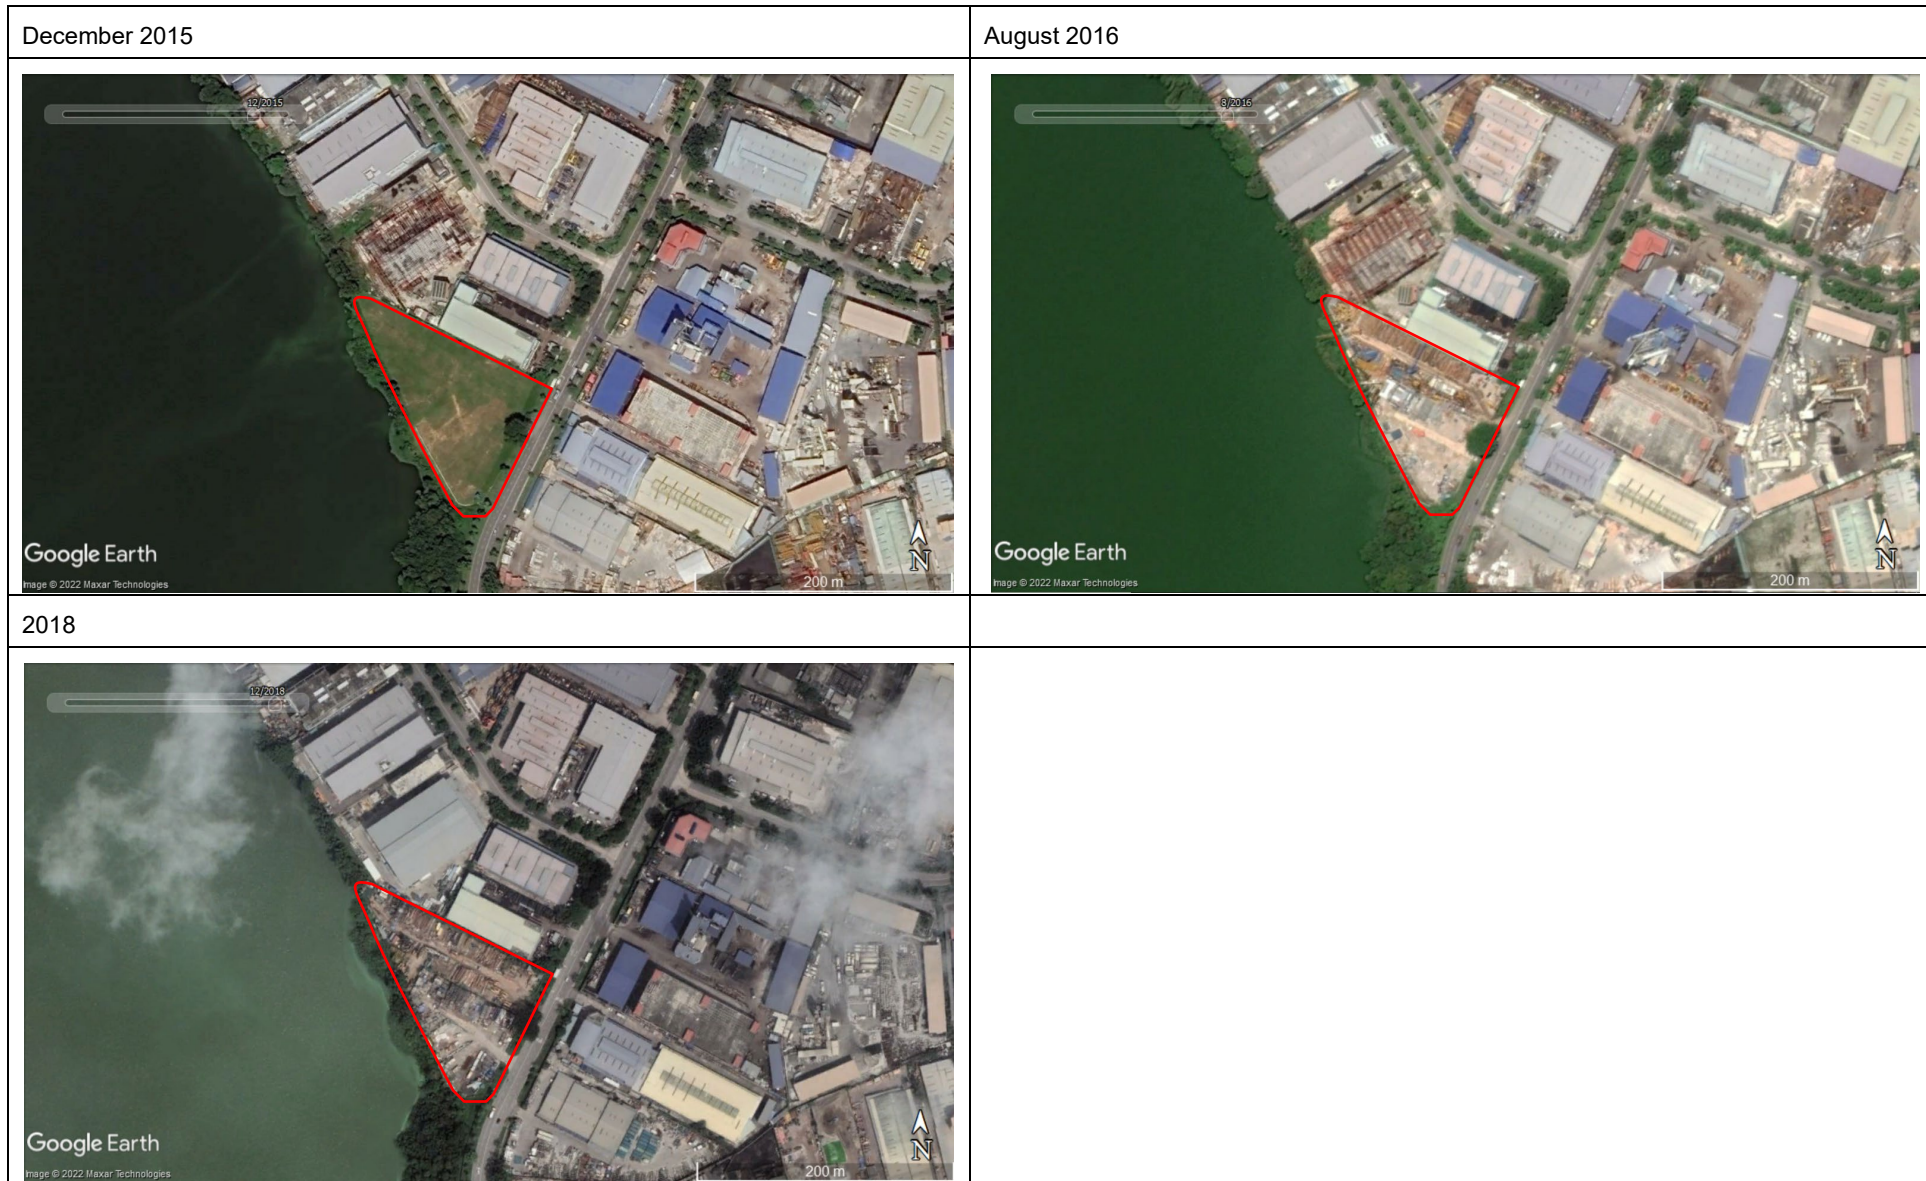 December 2015
August 2016
12/2015
Google Earth
Image © 2022 Maxar Technologies
N
200 m
8/2016
Google Earth
Image © 2022 Maxar Technologies
N
200 m
2018
12/2018
Google Earth
Image © 2022 Maxar Technologies
N
200 m